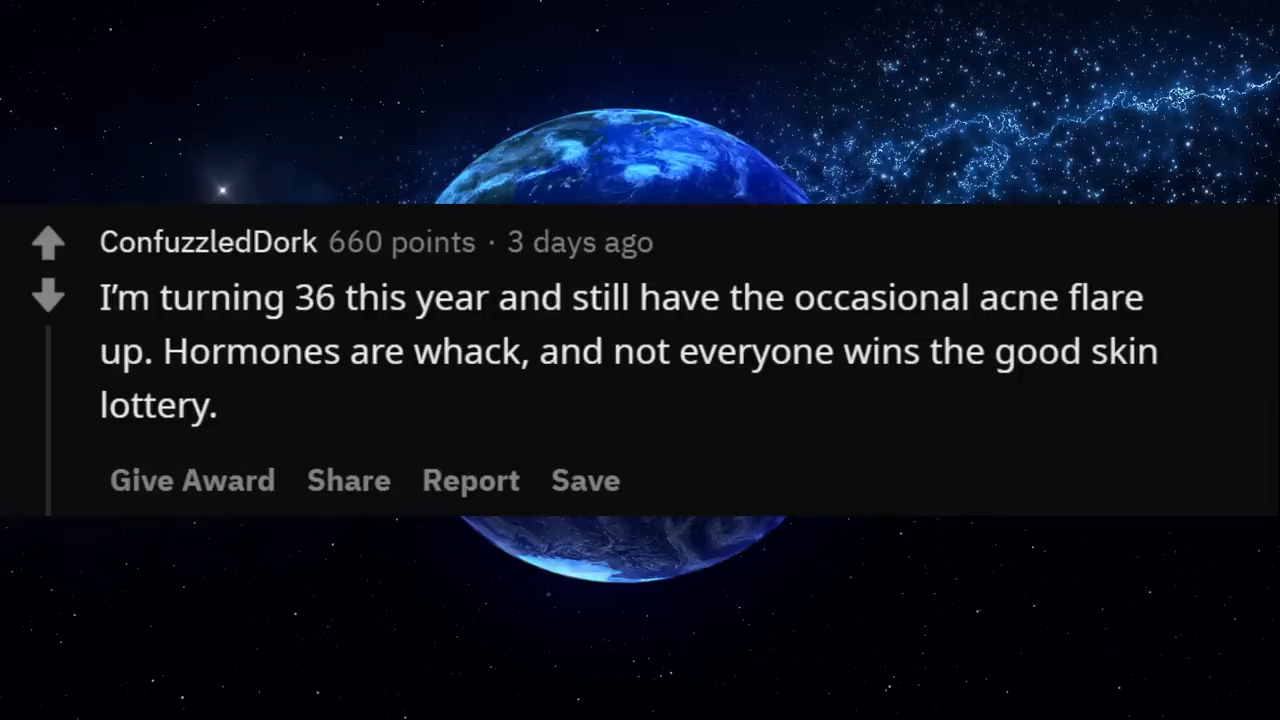 ConfuzzledDork 660 points · 3 days ago
I’m turning 36 this year and still have the occasional acne flare
up. Hormones are whack, and not everyone wins the good skin
lottery.
Give Award Share Report Save